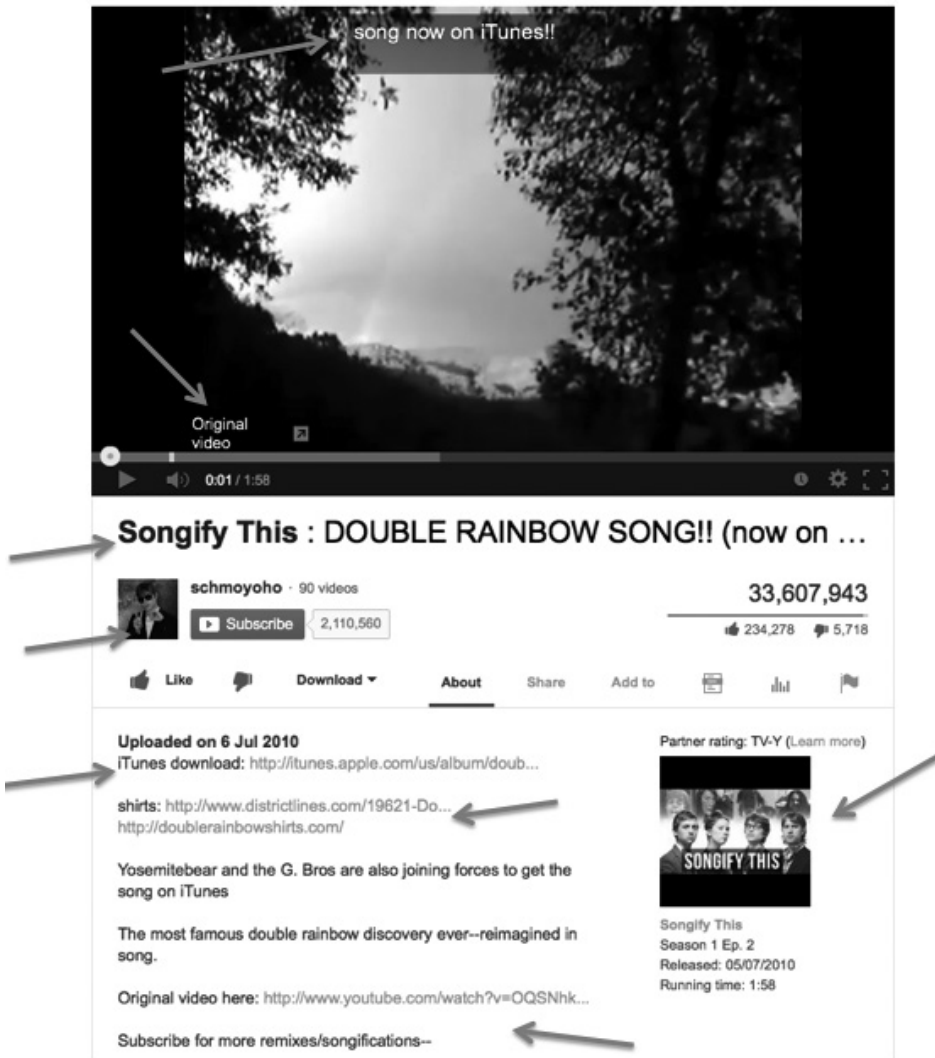 song now on iTunes!!
Original
video
0:01 / 1:58
Songify This : DOUBLE RAINBOW SONG!! (now on ...
schmoyoho · 90 videos
33,607,943
Subscribe 2,110,560
234,278 5,718
Like Download About Share Add to
Uploaded on 6 Jul 2010
iTunes download: http://itunes.apple.com/us/album/doub...
shirts: http://www.districtlines.com/19621-Do...
http://doublerainbowshirts.com/
Yosemitebear and the G. Bros are also joining forces to get the
song on iTunes
The most famous double rainbow discovery ever--reimagined in
song.
Original video here: http://www.youtube.com/watch?v=OQSNhk...
Subscribe for more remixes/songifications--
Partner rating: TV-Y (Learn more)
SONGIFY THIS
Songify This
Season 1 Ep. 2
Released: 05/07/2010
Running time: 1:58